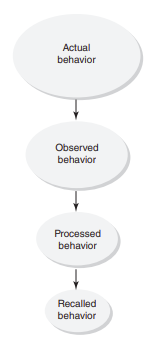 Actual
behavior
Observed
behavior
Processed
behavior
Recalled
behavior